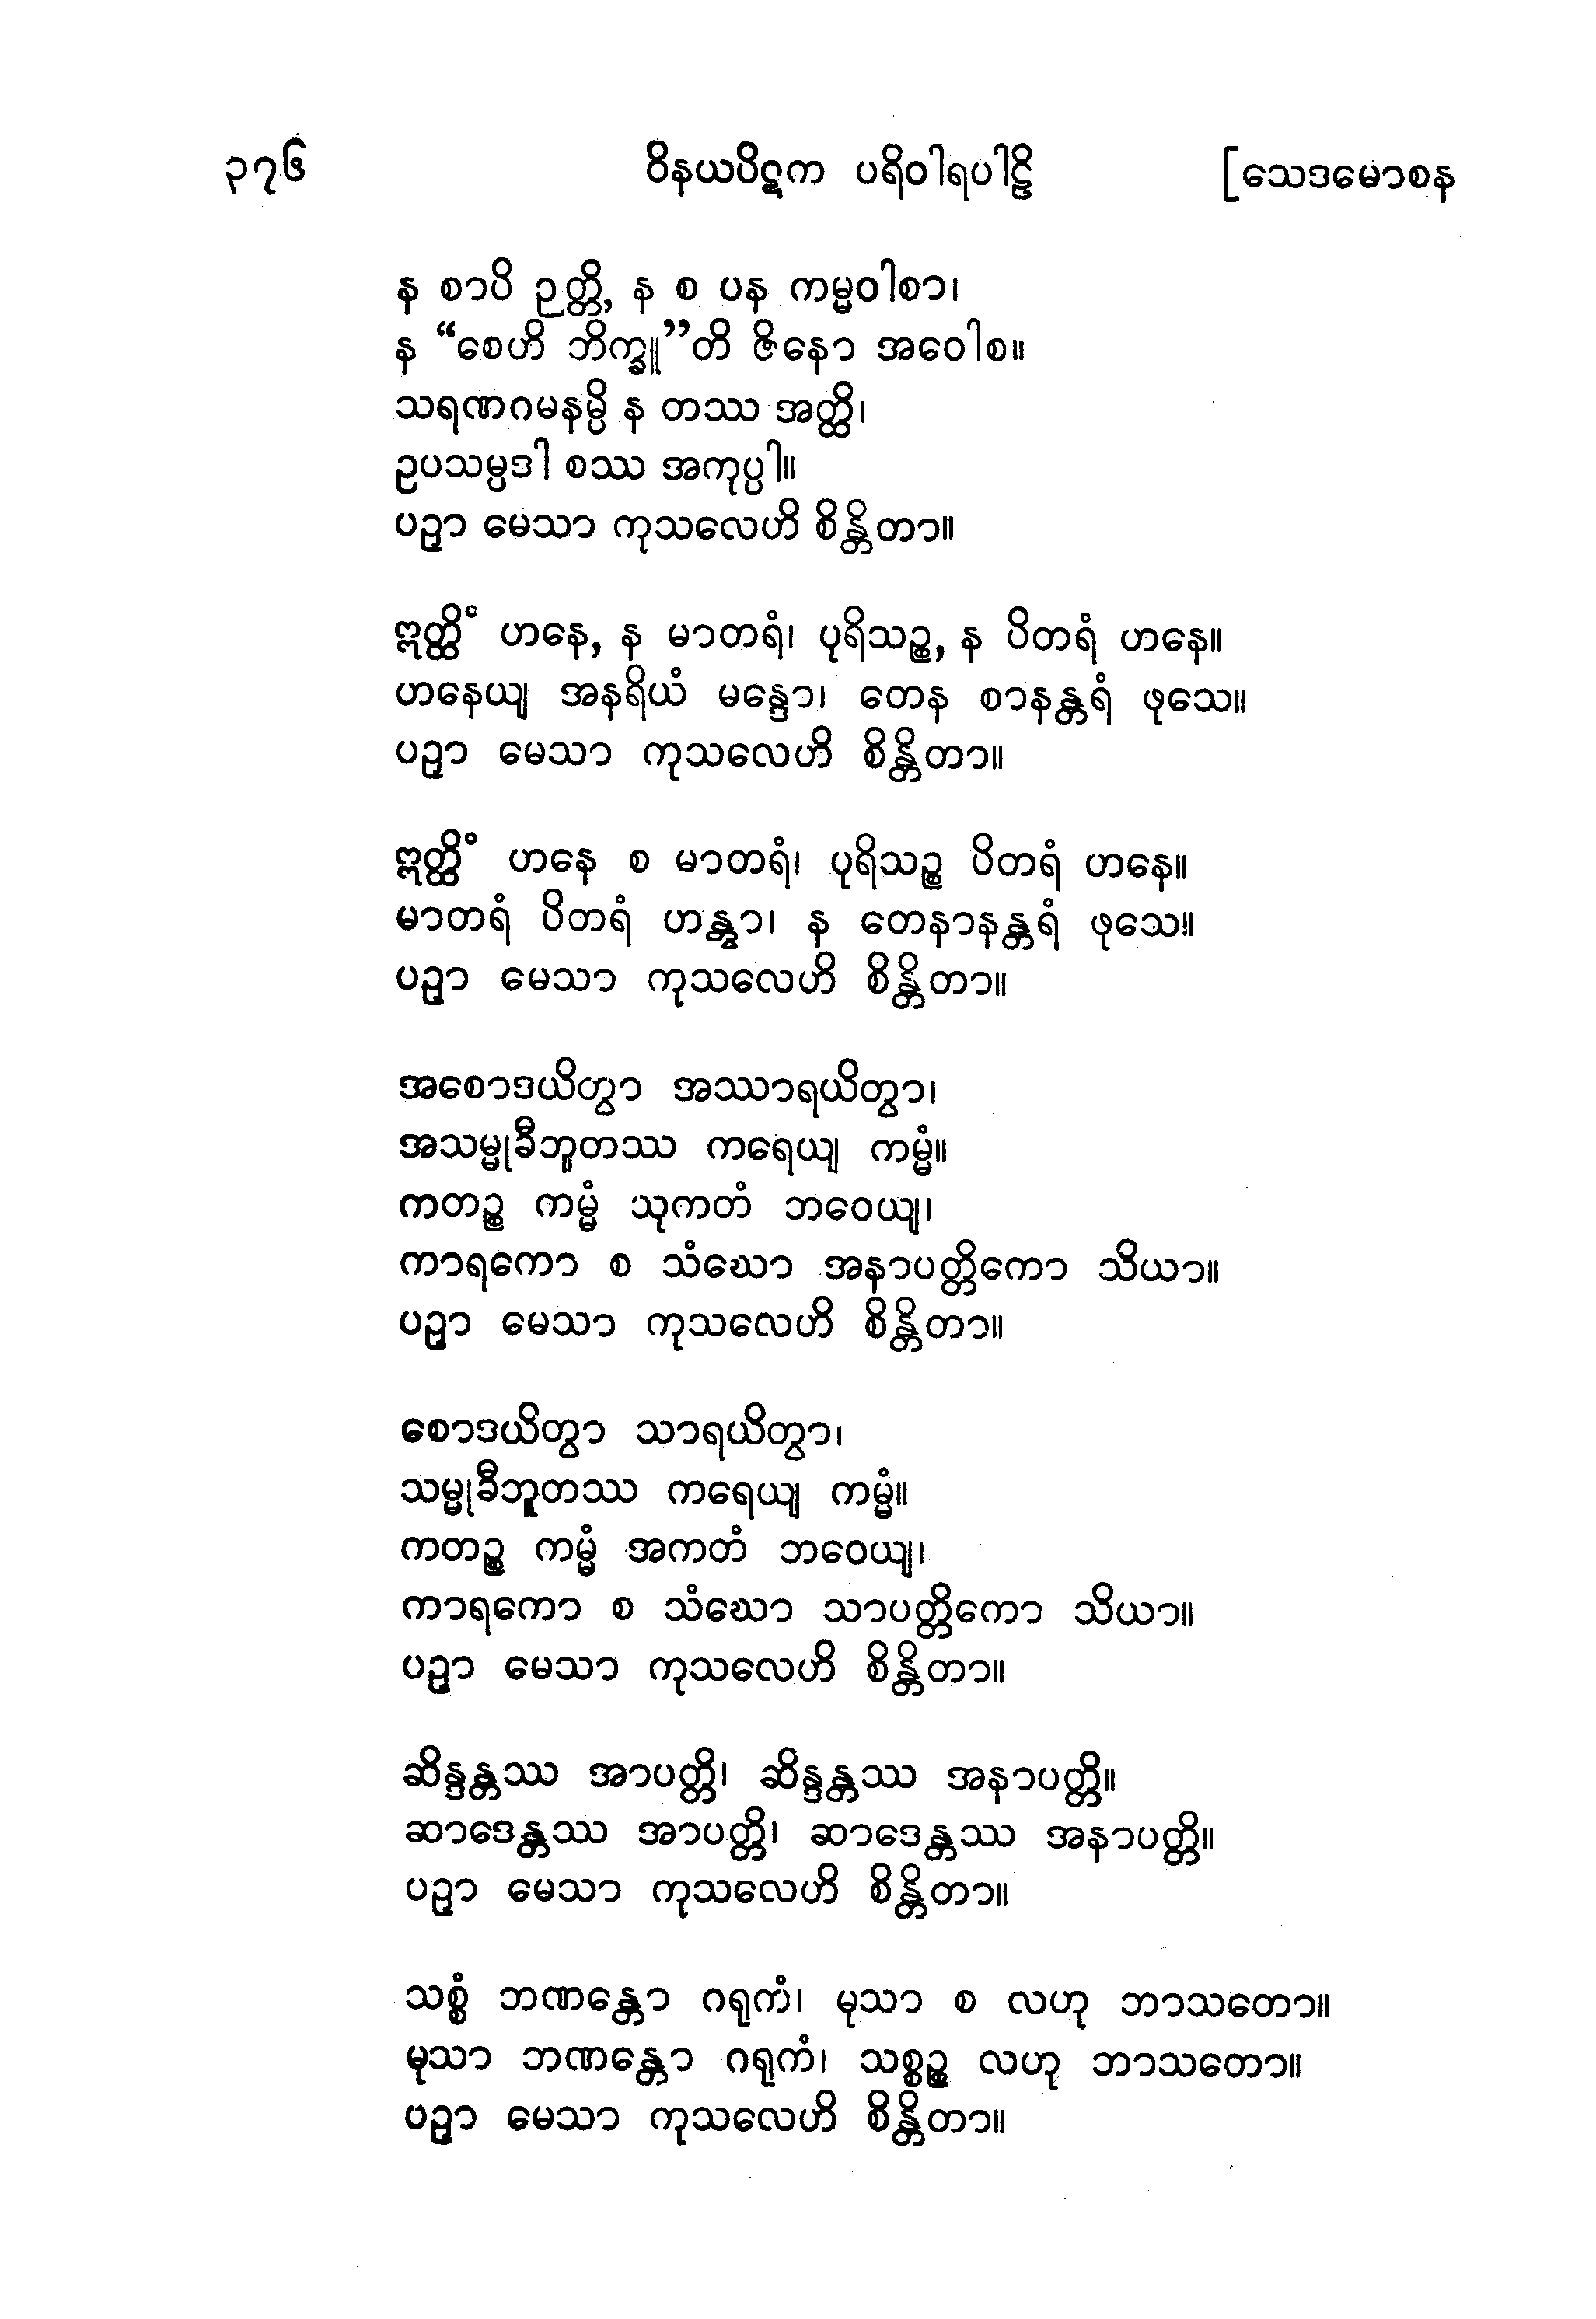 ၃၇၆ ဝိနယပိဋက ပရိဝါရပါဠိ [သေဒမောစန
န စာပိ ဉတ္တိ, န စ ပန ကမ္မဝါစာ၊
န “စေဟိ ဘိက္ခူ”တိ ဇိနော အဝေါစ။
သရဏဂမနမ္ပိ န တဿ အတ္ထိ၊
ဥပသမ္ပဒါ စဿ အကုပ္ပါ။
ပဉှာ မေသာ ကုသလေဟိ စိန္တိတာ။
ဣတ္ထိံ ဟနေ, န မာတရံ၊ ပုရိသဉ္စ, န ပိတရံ ဟနေ။
ဟနေယျ အနရိယံ မန္ဒော၊ တေန စာနန္တရံ ဖုသေ။
ပဉှာ မေသာ ကုသလေဟိ စိန္တိတာ။
ဣတ္ထိံ ဟနေ စ မာတရံ၊ ပုရိသဉ္စ ပိတရံ ဟနေ။
မာတရံ ပိတရံ ဟန္တွာ၊ န တေနာနန္တရံ ဖုသေ။
ပဉှာ မေသာ ကုသလေဟိ စိန္တိတာ။
အစောဒယိတွာ အဿာရယိတွာ၊
အသမ္မုခီဘူတဿ ကရေယျ ကမ္မံ။
ကတဉ္စ ကမ္မံ သုကတံ ဘဝေယျ၊
ကာရကော စ သံဃော အနာပတ္တိကော သိယာ။
ပဉှာ မေသာ ကုသလေဟိ စိန္တိတာ။
စောဒယိတွာ သာရယိတွာ၊
သမ္မုခီဘူတဿ ကရေယျ ကမ္မံ။
ကတဉ္စ ကမ္မံ အကတံ ဘဝေယျ၊
ကာရကော စ သံဃော သာပတ္တိကော သိယာ။
ပဉှာ မေသာ ကုသလေဟိ စိန္တိတာ။
ဆိန္ဒန္တဿ အာပတ္တိ၊ ဆိန္ဒန္တဿ အနာပတ္တိ။
ဆာဒေန္တဿ အာပတ္တိ၊ ဆာဒေန္တဿ အနာပတ္တိ။
ပဉှာ မေသာ ကုသလေဟိ စိန္တိတာ။
သစ္စံ ဘဏန္တော ဂရုကံ၊ မုသာ စ လဟု ဘာသတော။
မုသာ ဘဏန္တော ဂရုကံ၊ သစ္စဉ္စ လဟု ဘာသတော။
ပဉှာ မေသာ ကုသလေဟိ စိန္တိတာ။